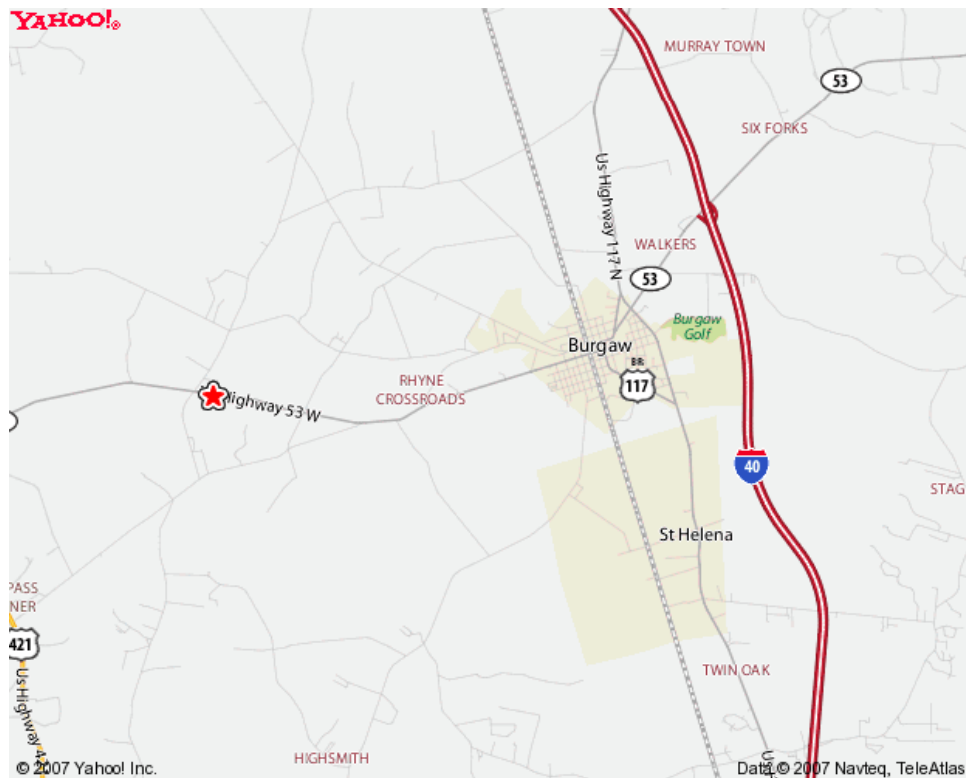 YAHOO!®
MURRAY TOWN
53
SIX FORKS
Us Highway 117 N
WALKERS
53
Burgaw
Golf
Burgaw
BR
117
RHYNE
CROSSROADS
Highway 53 W
40
STAG
St Helena
PASS
NER
421
TWIN OAK
Us Highway 42
HIGHSMITH
© 2007 Yahoo! Inc.
Data © 2007 Navteq, TeleAtlas